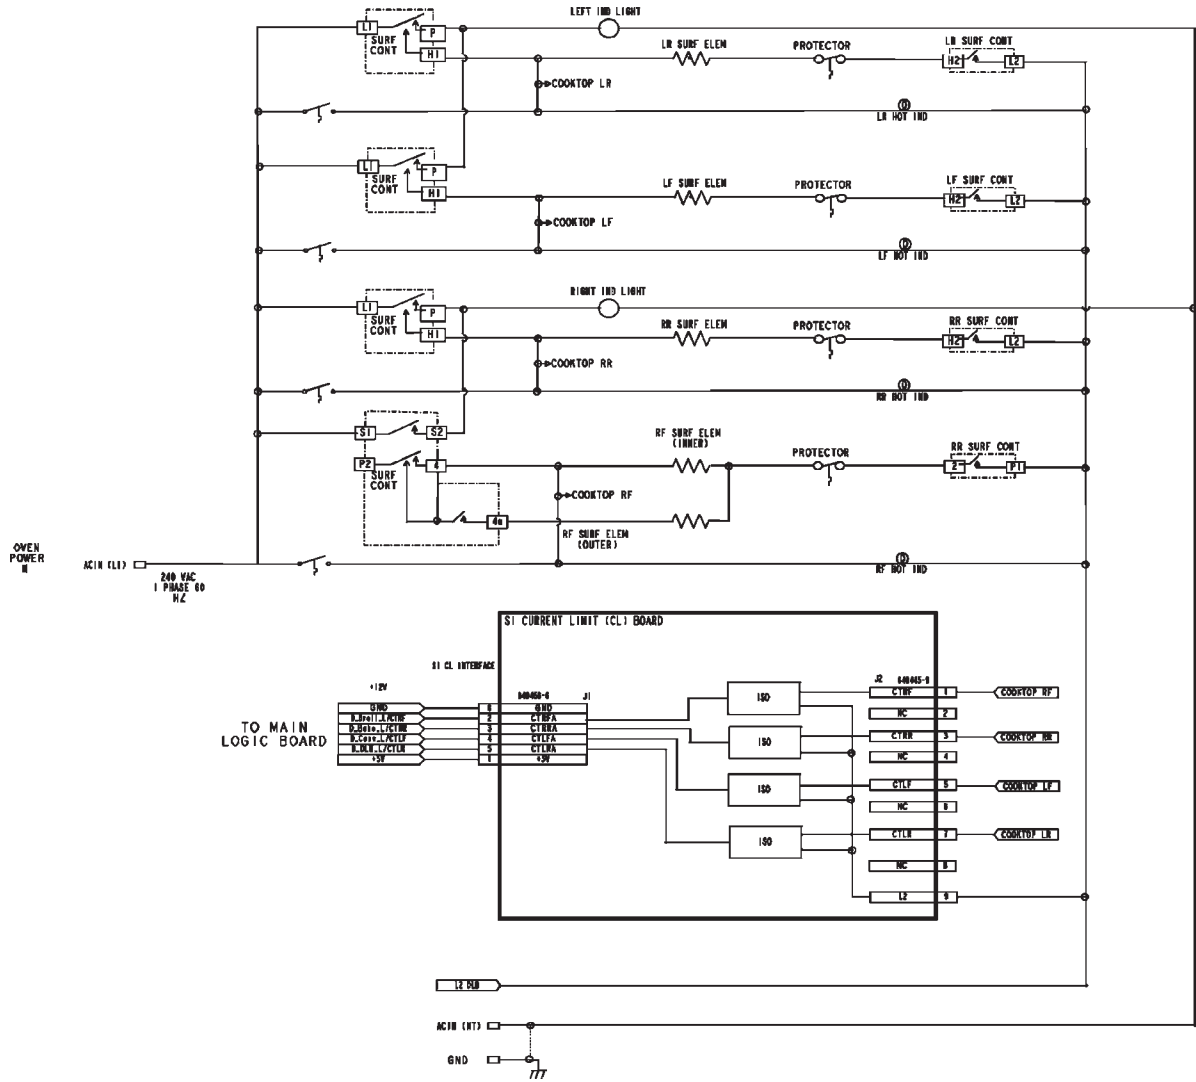 LEFT IND LIGHT
L1
P
SURF
CONT
H1
LR SURF ELEM
PROTECTOR
LR SURF CONT
H2
L2
COOKTOP LR
LR HOT IND
L1
P
SURF
CONT
H1
LF SURF ELEM
PROTECTOR
LF SURF CONT
H2
L2
COOKTOP LF
LF HOT IND
RIGHT IND LIGHT
L1
P
SURF
CONT
H1
RR SURF ELEM
PROTECTOR
RR SURF CONT
H2
L2
COOKTOP RR
RR HOT IND
S1
S2
RF SURF ELEM
(INNER)
PROTECTOR
RR SURF CONT
P2
4
SURF
CONT
2
P1
COOKTOP RF
4a
RF SURF ELEM
(OUTER)
OVEN
POWER
ACIN (L1)
240 VAC
1 PHASE 60
HZ
RF HOT IND
SI CURRENT LIMIT (CL) BOARD
SI CL INTERFACE
+12V
J1
J2
TO MAIN
LOGIC BOARD
GND
+5V
GND
2 CTRFA
3 CTRRA
4 CTLFA
5 CTLRA
1 +5V
ISO
ISO
ISO
ISO
CTRF 1
NC 2
CTRR 3
NC 4
CTLF 5
NC 6
CTLR 7
NC 8
L2 9
COOKTOP RF
COOKTOP RR
COOKTOP LF
COOKTOP LR
L2 DLB
ACIN (NT)
GND